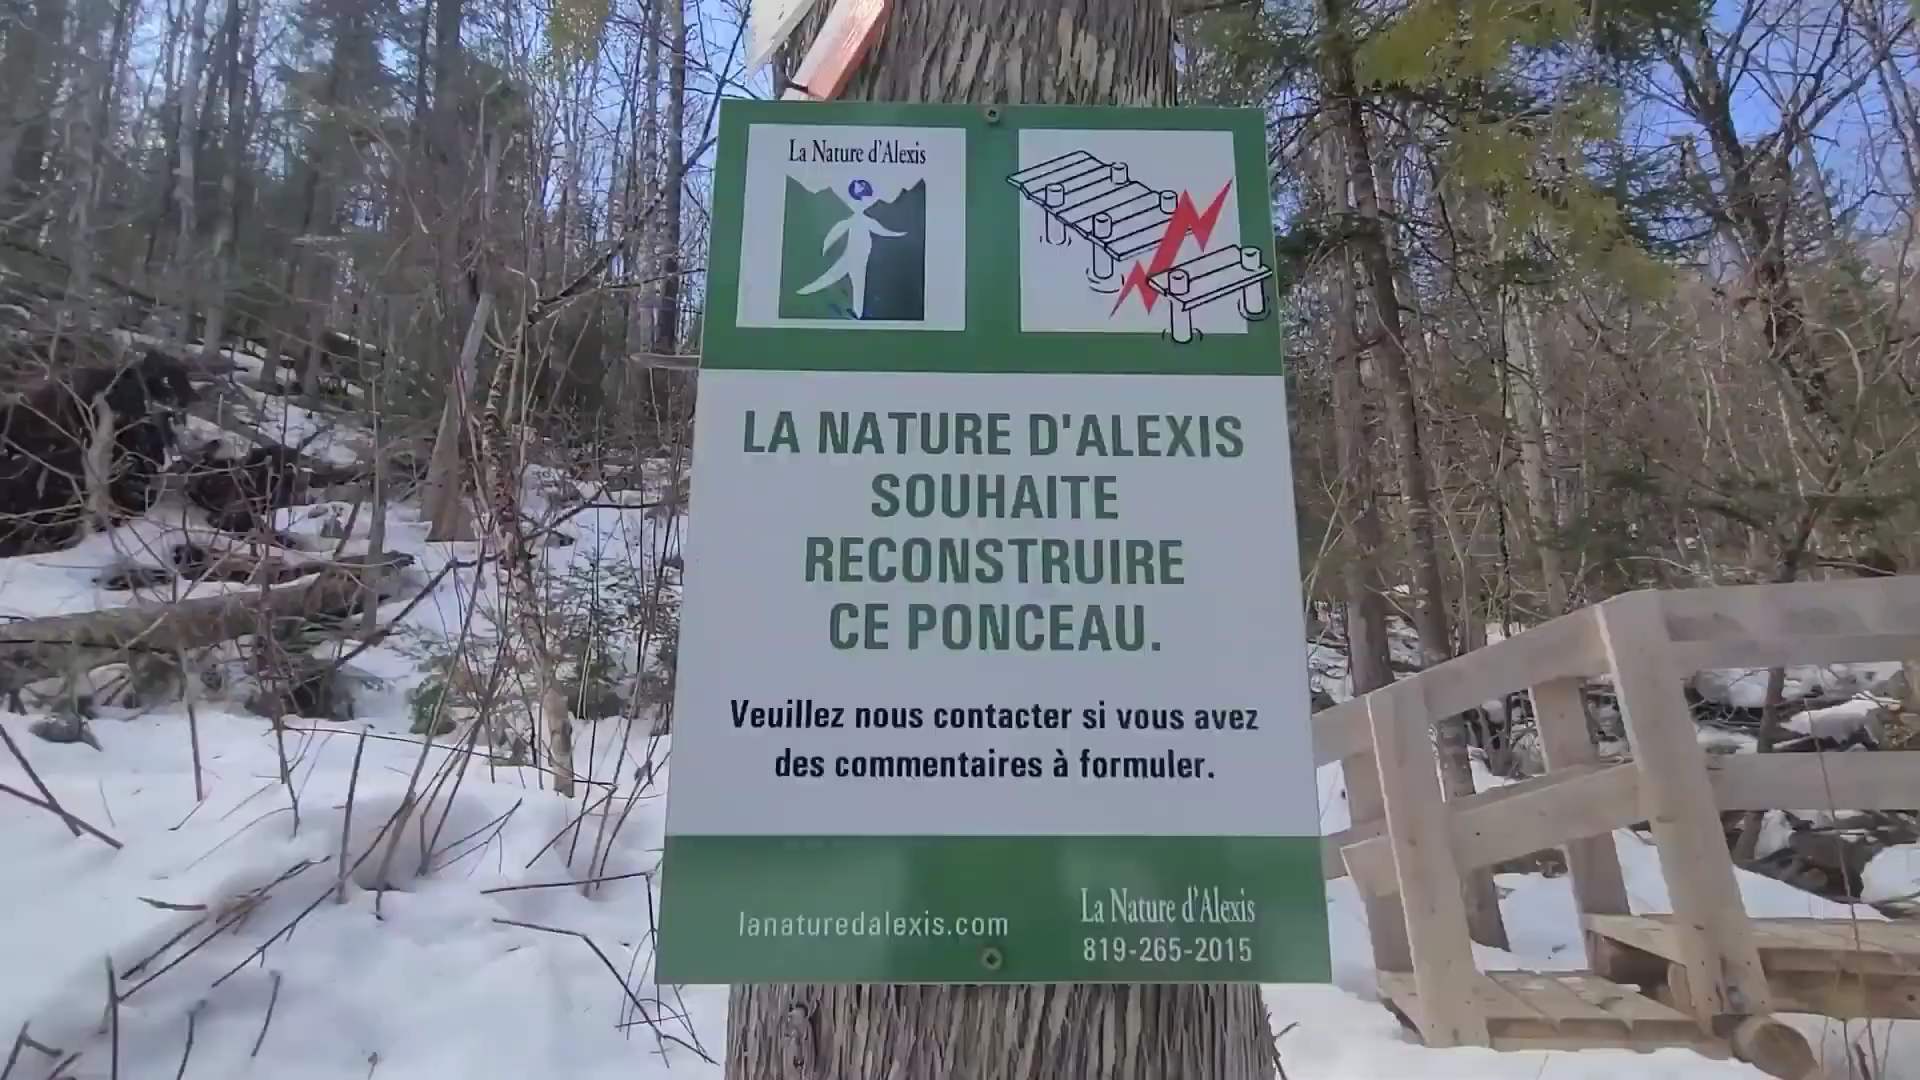 La Nature d'Alexis
LA NATURE D'ALEXIS
SOUHAITE
RECONSTRUIRE
CE PONCEAU.
Veuillez nous contacter si vous avez
des commentaires à formuler.
lanaturedalexis.com
La Nature d'Alexis
819-265-2015